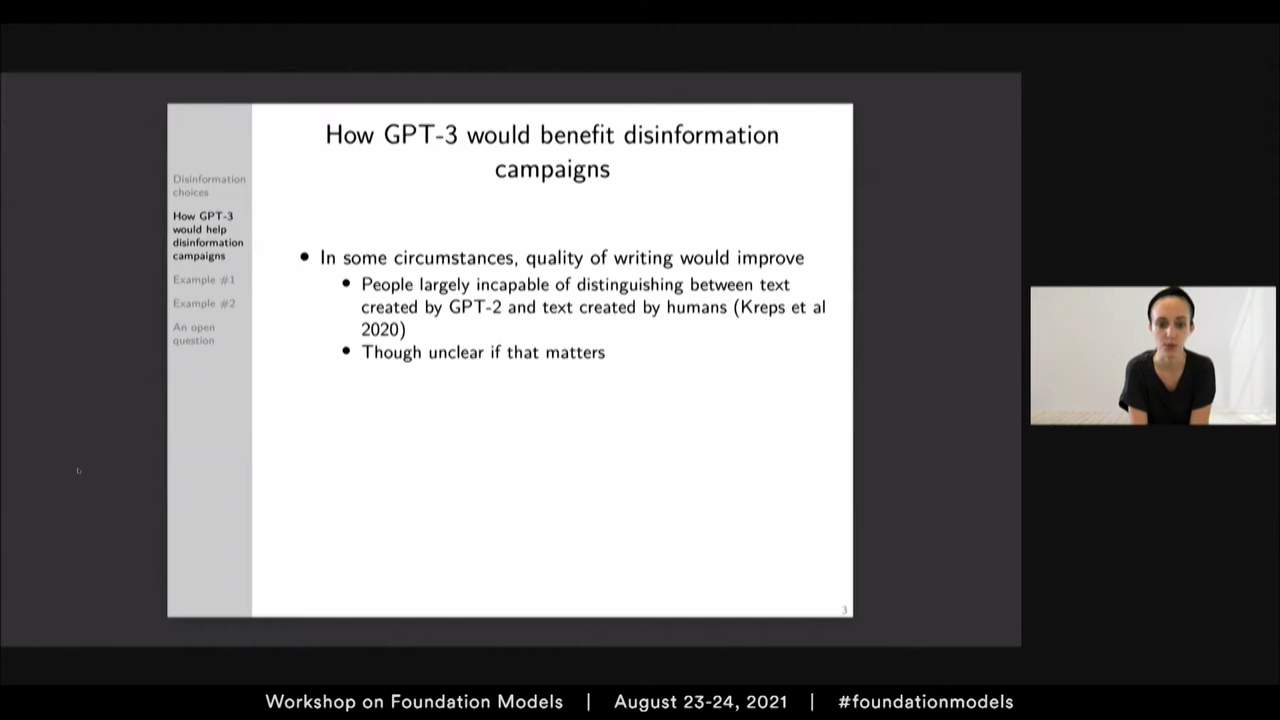 How GPT-3 would benefit disinformation
campaigns
Disinformation
choices
How GPT-3
would help
disinformation
campaigns
Example #1
Example #2
An open
question
• In some circumstances, quality of writing would improve
• People largely incapable of distinguishing between text
created by GPT-2 and text created by humans (Kreps et al
2020)
• Though unclear if that matters
3
Workshop on Foundation Models | August 23-24, 2021 | #foundationmodels